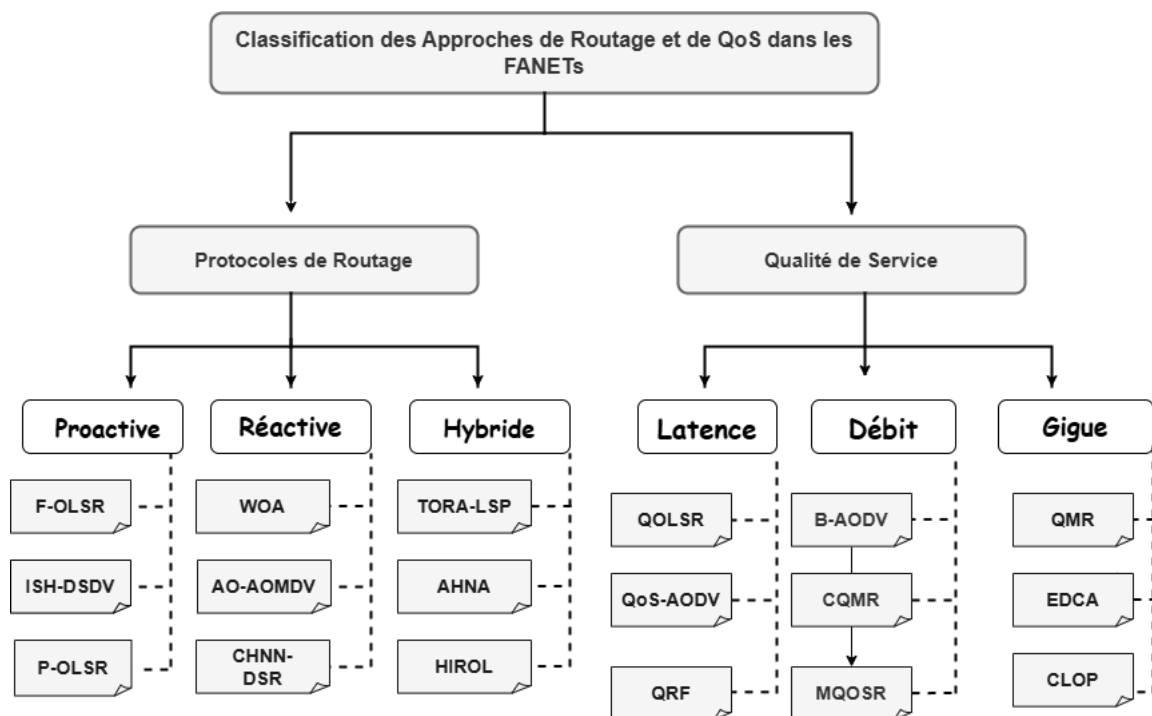 Classification des Approches de Routage et de QoS dans les
FANETs
Protocoles de Routage
Qualité de Service
Proactive
Réactive
Hybride
Latence
Débit
Gigue
F-OLSR
WOA
TORA-LSP
QOLSR
B-AODV
QMR
ISH-DSDV
AO-AOMDV
AHNA
QoS-AODV
CQMR
EDCA
P-OLSR
CHNN-
DSR
HIROL
QRF
MQOSR
CLOP